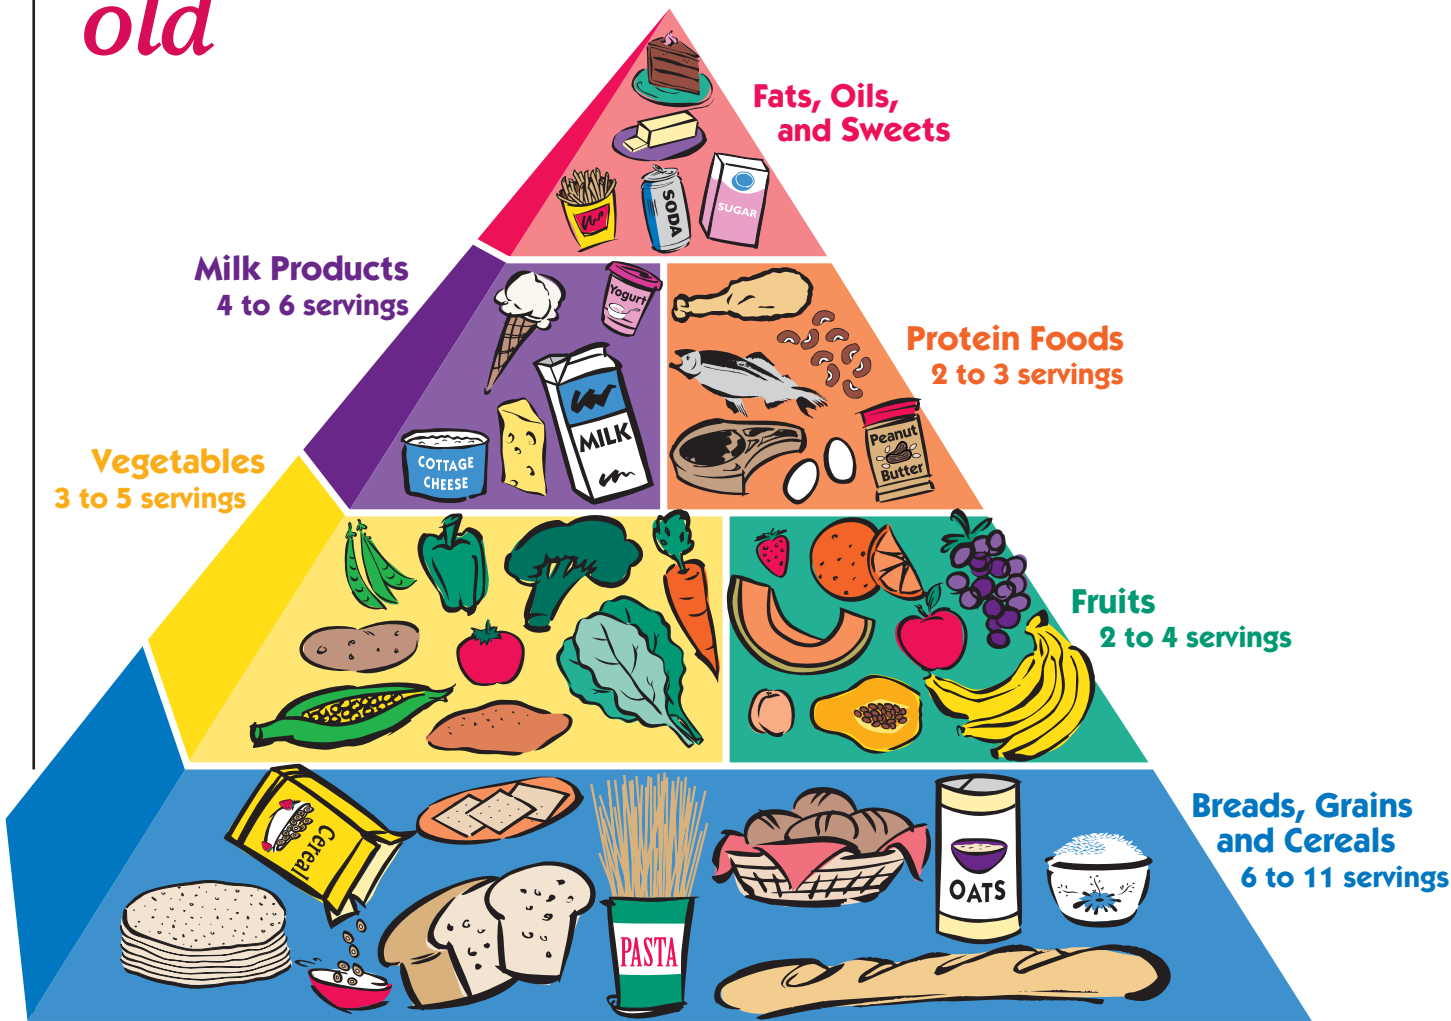 old
Fats, Oils,
and Sweets
SODA
SUGAR
Milk Products
4 to 6 servings
Yogurt
MILK
COTTAGE
CHEESE
Protein Foods
2 to 3 servings
Peanut
Butter
Vegetables
3 to 5 servings
Fruits
2 to 4 servings
Breads, Grains
and Cereals
6 to 11 servings
Cereal
PASTA
OATS